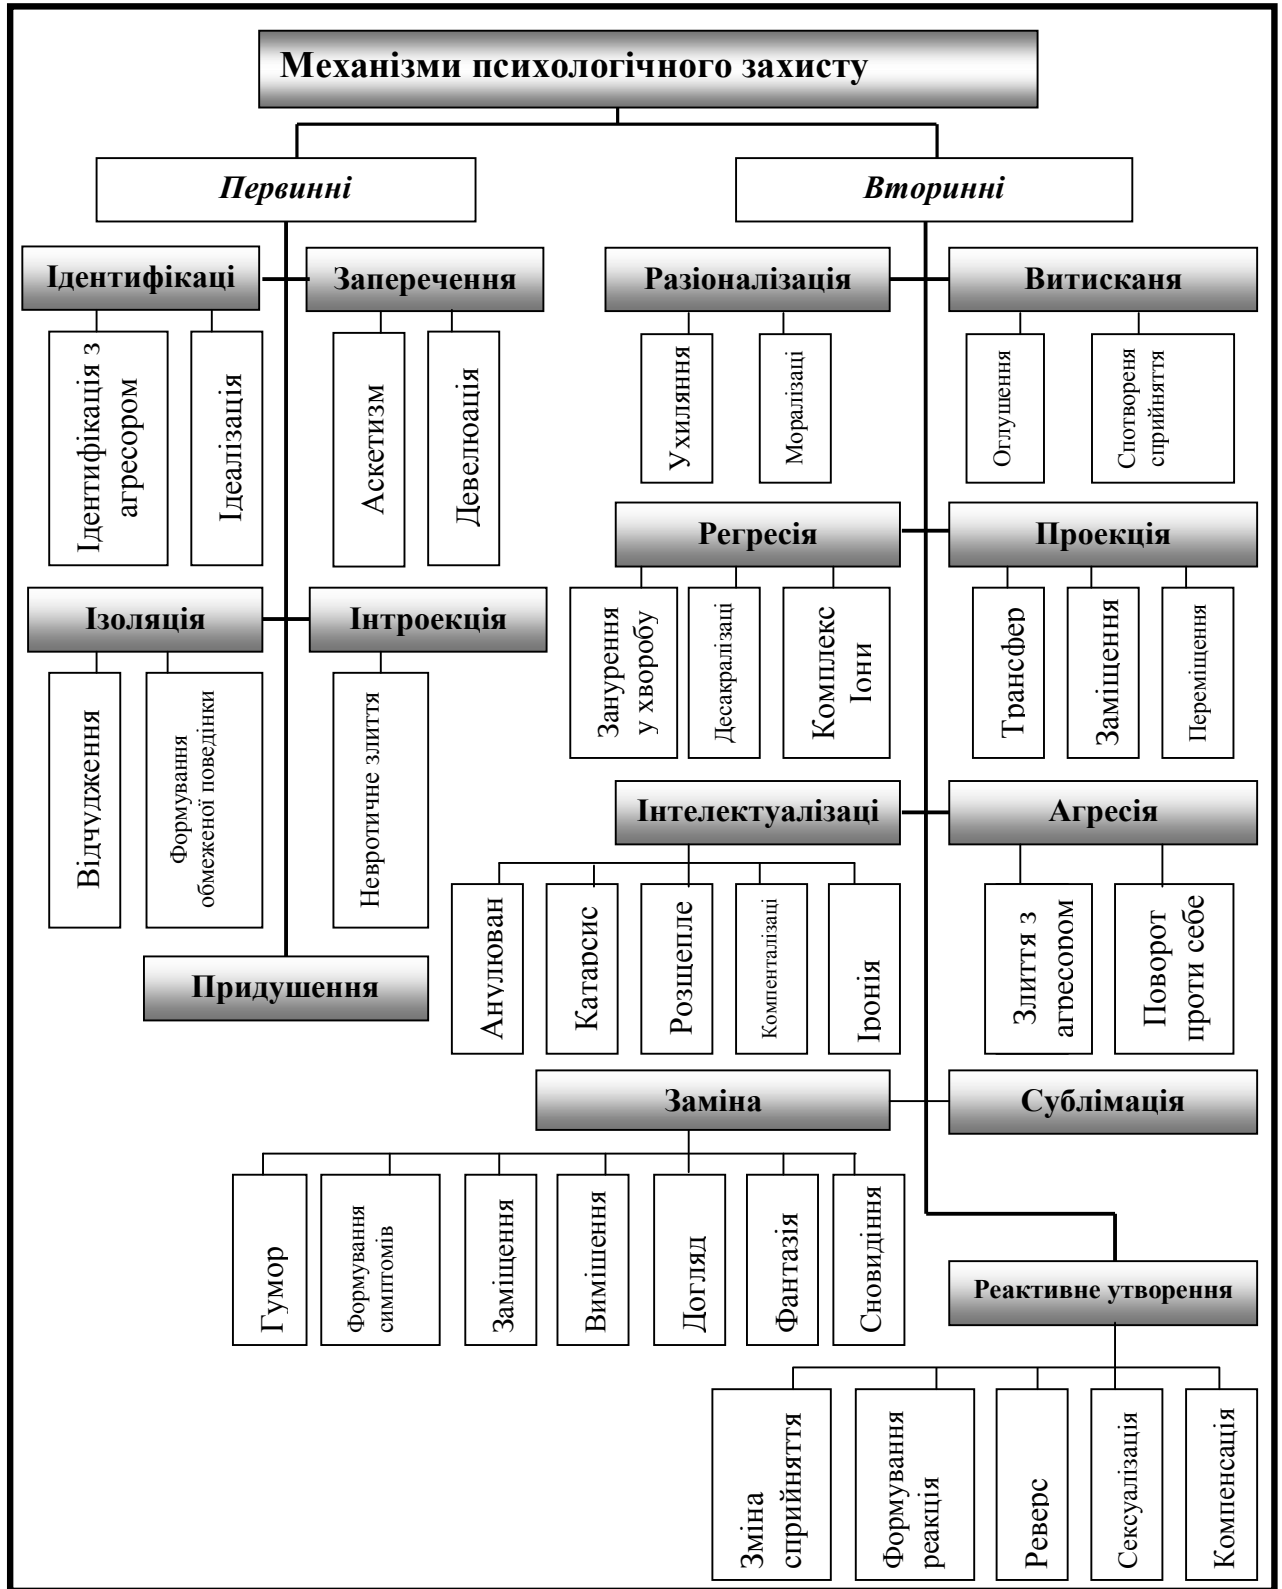 Механізми психологічного захисту
Первинні
Вторинні
Ідентифікаці
Заперечення
Разіоналізація
Витисканя
Ідентифікація з
агресором
Ідеалізація
Аскетизм
Девелюація
Ухиляння
Моралізаці
Оглушення
Спотвореня
сприйняття
Регресія
Проекція
Ізоляція
Інтроекція
Занурення
у хворобу
Десакралізаці
Комплекс
Іони
Трансфер
Заміщення
Переміщення
Відчудження
Формування
обмеженої поведінки
Невротичне злиття
Інтелектуалізаці
Агресія
Анулюван
Катарсис
Розщепле
Компенталізаці
Іронія
Злиття з
агресором
Поворот
проти себе
Придушення
Заміна
Сублімація
Гумор
Формування
симптомів
Заміщення
Вимішення
Догляд
Фантазія
Сновидіння
Реактивне утворення
Зміна
сприйняття
Формування
реакція
Реверс
Сексуалізація
Компенсація